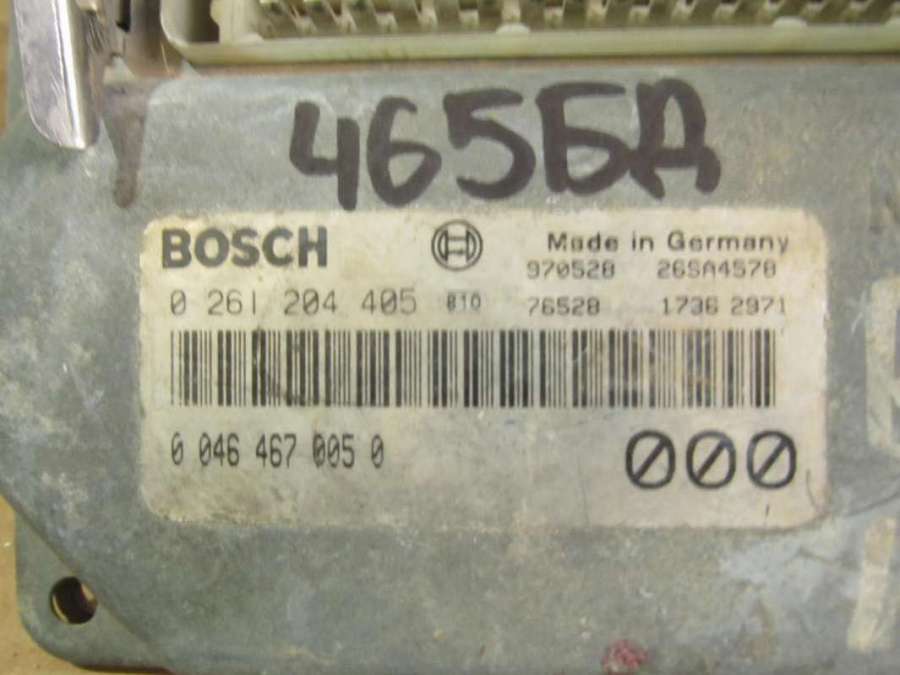 465БД
BOSCH Made in Germany
970528 26SA4578
0 261 204 405 810 76528 1736 2971
0 046 467 005 0 000